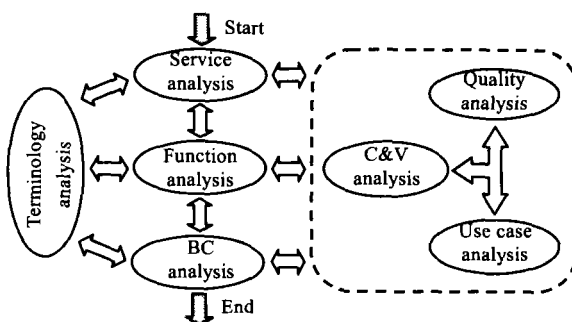 Start
Service
analysis
Terminology
analysis
Function
analysis
BC
analysis
End
Quality
analysis
C&V
analysis
Use case
analysis